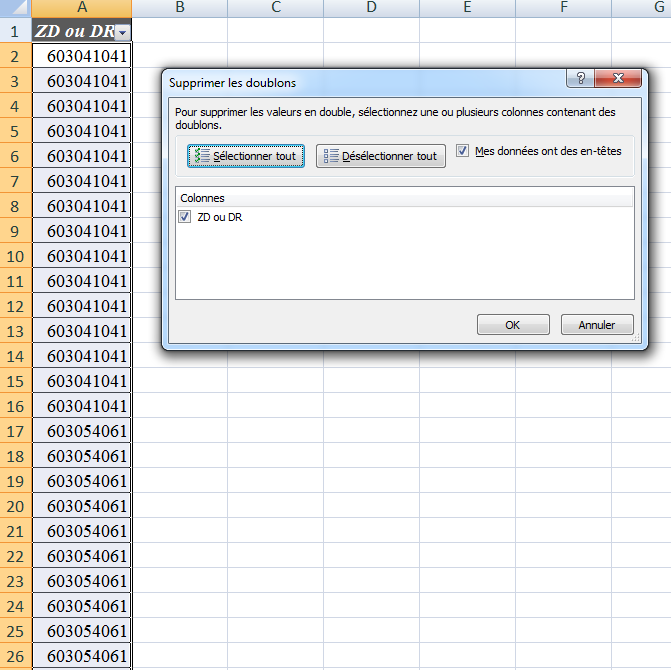 A B C D E F G
1 ZD ou DR
2 603041041
3 603041041
Supprimer les doublons
4 603041041
Pour supprimer les valeurs en double, sélectionnez une ou plusieurs colonnes contenant des
doublons.
5 603041041
6 603041041
Sélectionner tout Désélectionner tout Mes données ont des en-têtes
7 603041041
8 603041041
Colonnes
ZD ou DR
9 603041041
10 603041041
11 603041041
12 603041041
13 603041041
OK Annuler
14 603041041
15 603041041
16 603041041
17 603054061
18 603054061
19 603054061
20 603054061
21 603054061
22 603054061
23 603054061
24 603054061
25 603054061
26 603054061